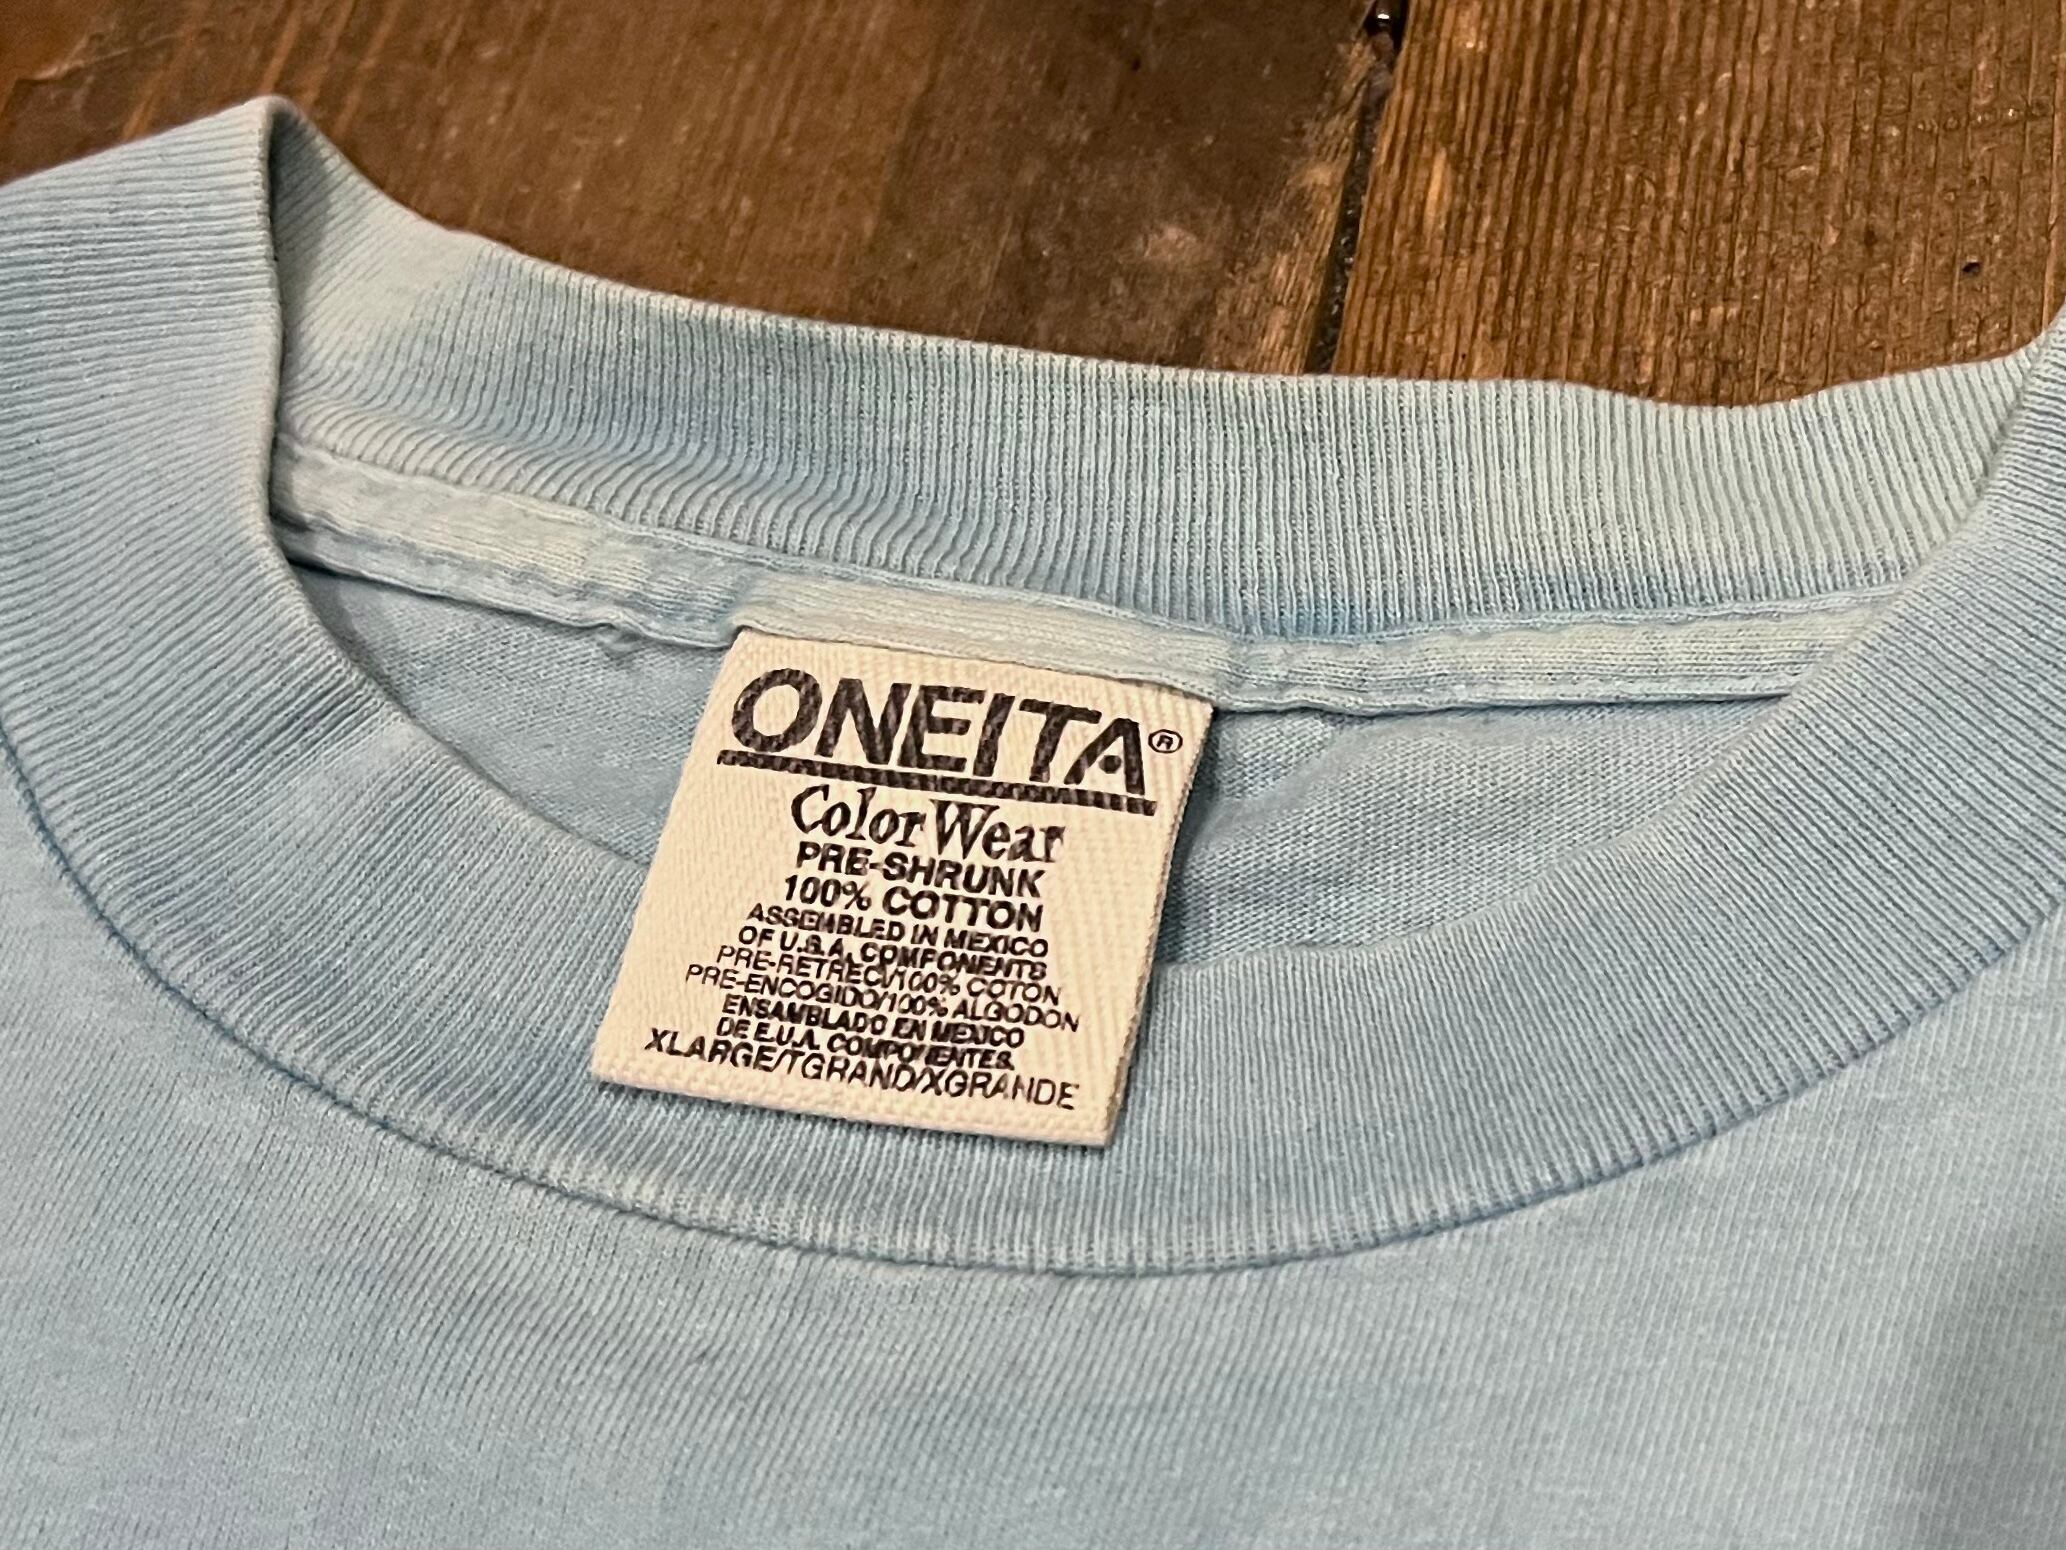 ONEITA®
Color Wear
PRE-SHRUNK
100% COTTON
ASSEMBLED IN MEXICO
OF U.S.A. COMPONENTS
PRE-RETRECI/100% COTON
PRE-ENCOGIDO/100% ALGODON
ENSAMBLADO EN MEXICO
DE E.U.A. COMPONENTES
XLARGE/TGRAND/XGRANDE